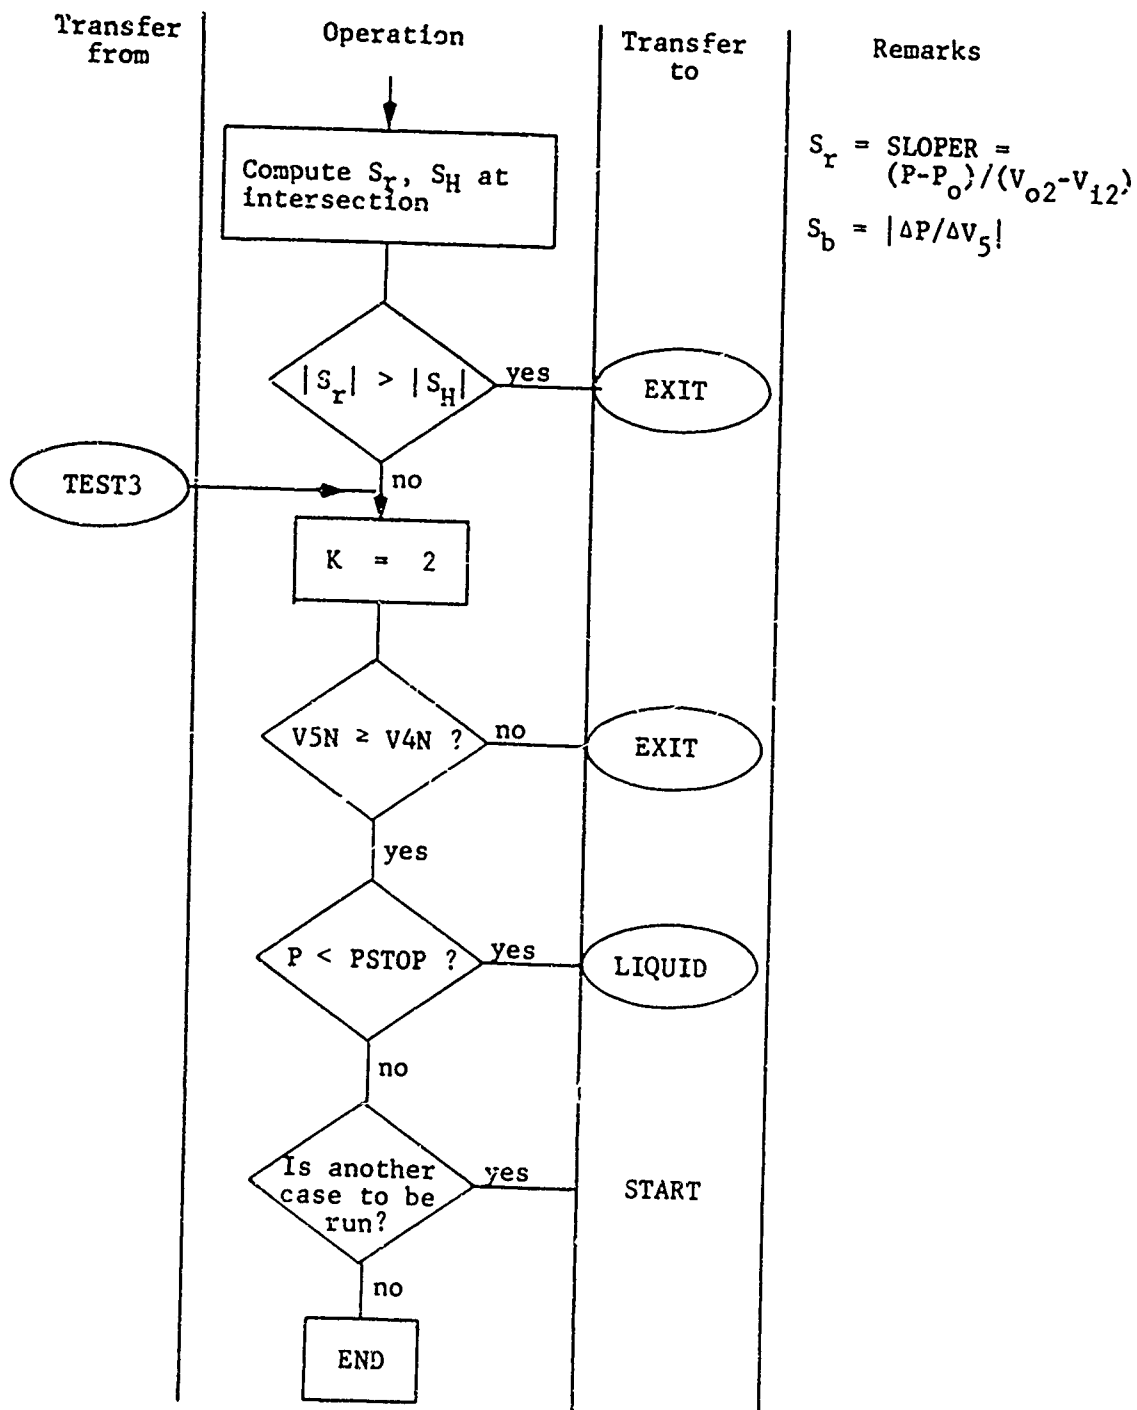 Transfer
from
Operation
Transfer
to
Remarks
Compute S_r, S_H at
intersection
S_r = SLOPER =
(P-P_o)/(V_o2-V_i2)
S_b = |ΔP/ΔV_5|
|S_r| > |S_H|
yes
EXIT
TEST3
no
K = 2
V5N ≥ V4N ?
no
EXIT
yes
P < PSTOP ?
yes
LIQUID
no
Is another
case to be
run?
yes
START
no
END